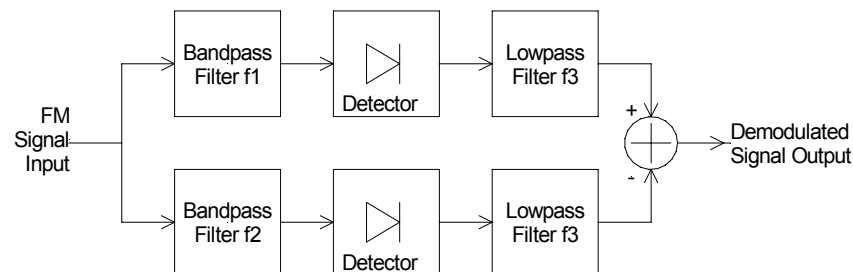 Bandpass
Filter f1
Detector
Lowpass
Filter f3
FM
Signal
Input
+
-
Demodulated
Signal Output
Bandpass
Filter f2
Detector
Lowpass
Filter f3